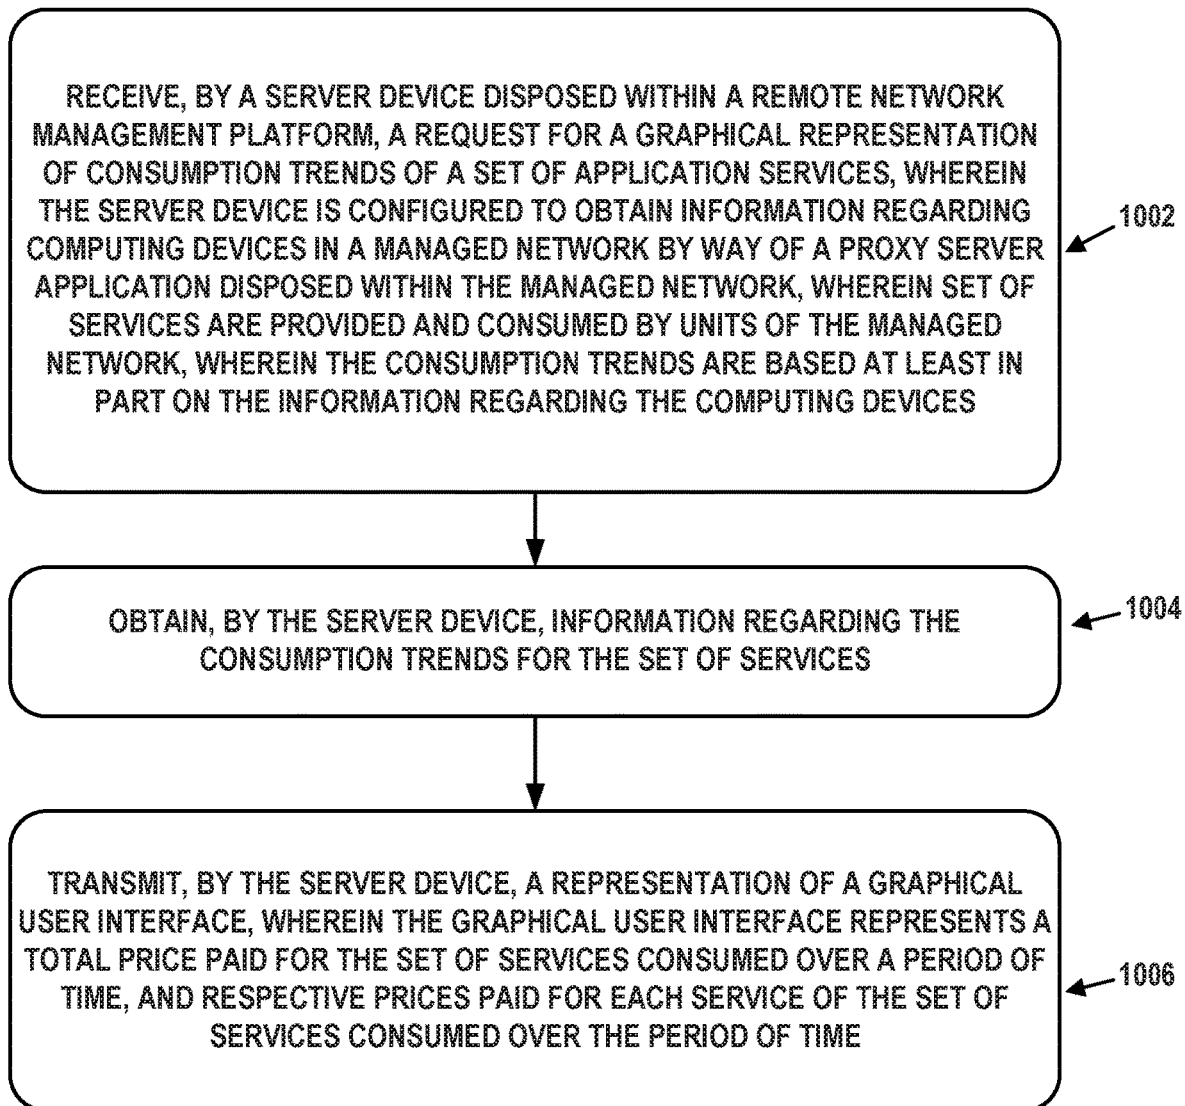 RECEIVE, BY A SERVER DEVICE DISPOSED WITHIN A REMOTE NETWORK
MANAGEMENT PLATFORM, A REQUEST FOR A GRAPHICAL REPRESENTATION
OF CONSUMPTION TRENDS OF A SET OF APPLICATION SERVICES, WHEREIN
THE SERVER DEVICE IS CONFIGURED TO OBTAIN INFORMATION REGARDING
COMPUTING DEVICES IN A MANAGED NETWORK BY WAY OF A PROXY SERVER
APPLICATION DISPOSED WITHIN THE MANAGED NETWORK, WHEREIN SET OF
SERVICES ARE PROVIDED AND CONSUMED BY UNITS OF THE MANAGED
NETWORK, WHEREIN THE CONSUMPTION TRENDS ARE BASED AT LEAST IN
PART ON THE INFORMATION REGARDING THE COMPUTING DEVICES
1002
OBTAIN, BY THE SERVER DEVICE, INFORMATION REGARDING THE
CONSUMPTION TRENDS FOR THE SET OF SERVICES
1004
TRANSMIT, BY THE SERVER DEVICE, A REPRESENTATION OF A GRAPHICAL
USER INTERFACE, WHEREIN THE GRAPHICAL USER INTERFACE REPRESENTS A
TOTAL PRICE PAID FOR THE SET OF SERVICES CONSUMED OVER A PERIOD OF
TIME, AND RESPECTIVE PRICES PAID FOR EACH SERVICE OF THE SET OF
SERVICES CONSUMED OVER THE PERIOD OF TIME
1006